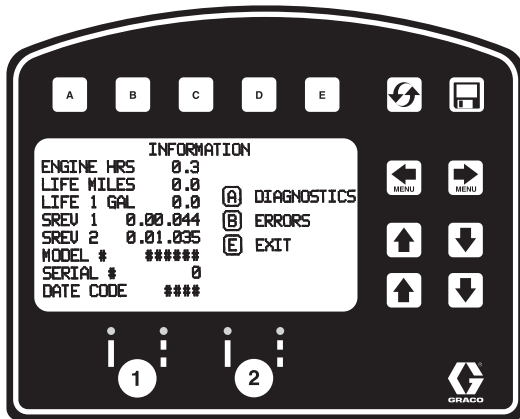 A B C D E
INFORMATION
ENGINE HRS 0.3
LIFE MILES 0.0
LIFE 1 GAL 0.0
SREV 1 0.00.044
SREV 2 0.01.035
MODEL # ######
SERIAL # 0
DATE CODE ####
A DIAGNOSTICS
B ERRORS
E EXIT
MENU MENU
1 2
GRACO